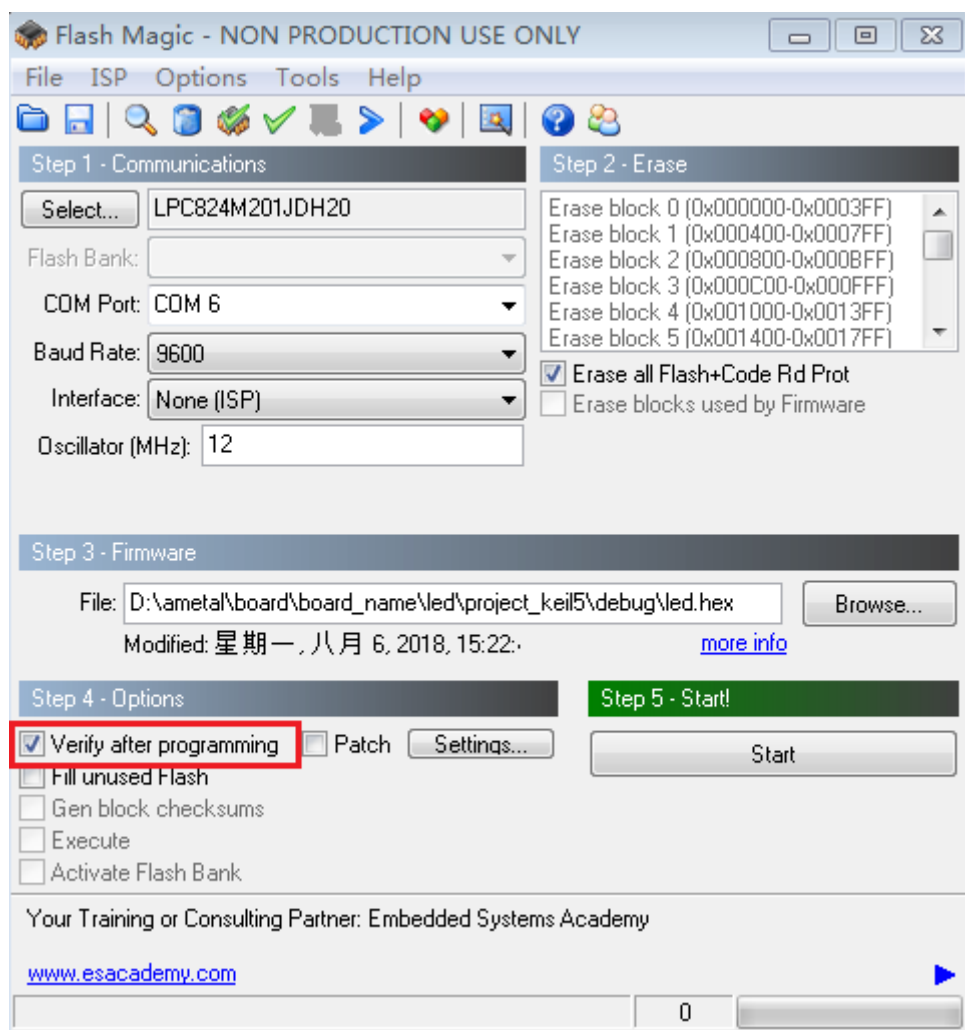 Flash Magic - NON PRODUCTION USE ONLY
File ISP Options Tools Help
Step 1 - Communications
Select... LPC824M201JDH20
Flash Bank:
COM Port: COM 6
Baud Rate: 9600
Interface: None (ISP)
Oscillator (MHz): 12
Step 2 - Erase
Erase block 0 (0x000000-0x0003FF)
Erase block 1 (0x000400-0x0007FF)
Erase block 2 (0x000800-0x000BFF)
Erase block 3 (0x000C00-0x000FFF)
Erase block 4 (0x001000-0x0013FF)
Erase block 5 (0x001400-0x0017FF)
Erase all Flash+Code Rd Prot
Erase blocks used by Firmware
Step 3 - Firmware
File: D:\ametal\board\board_name\led\project_keil5\debug\led.hex Browse...
Modified: 星期一, 八月 6, 2018, 15:22: more info
Step 4 - Options
Verify after programming Patch Settings...
Fill unused Flash
Gen block checksums
Execute
Activate Flash Bank
Step 5 - Start!
Start
Your Training or Consulting Partner: Embedded Systems Academy
www.esacademy.com
0